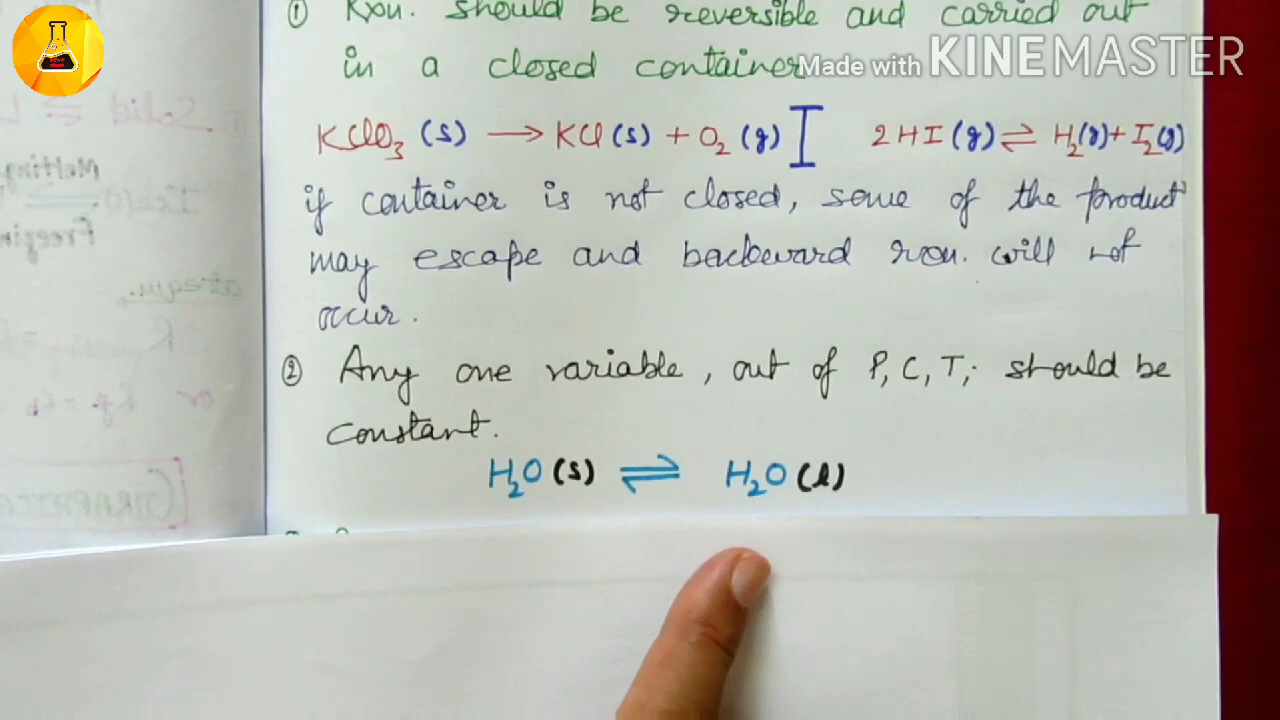 ① Rxn. should be reversible and carried out
in a closed container
Made with KINEMASTER
KClO₃ (s) → KCl (s) + O₂ (g) I 2HI (g) ⇌ H₂(g) + I₂(g)
if container is not closed, some of the product
may escape and backward rxn. will not
occur.
② Any one variable, out of P, C, T, should be
constant.
H₂O (s) ⇌ H₂O (l)